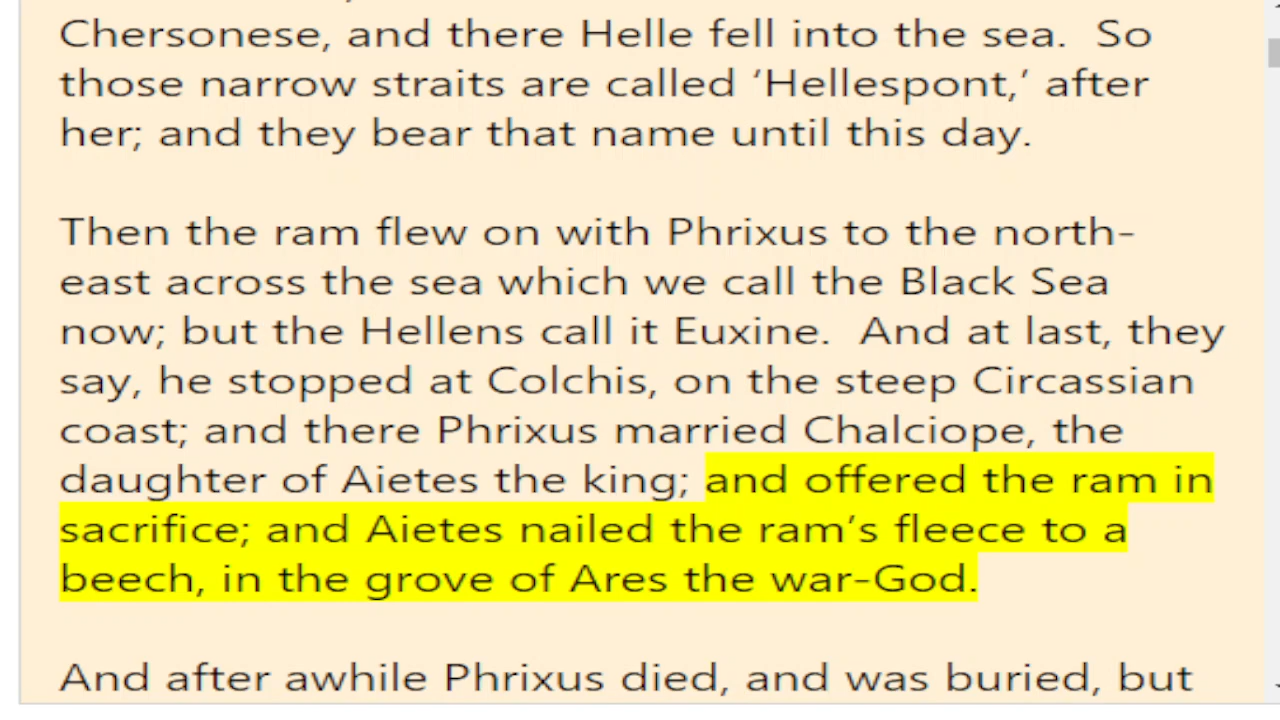 Chersonese, and there Helle fell into the sea.  So
those narrow straits are called ‘Hellespont,’ after
her; and they bear that name until this day.
Then the ram flew on with Phrixus to the north-
east across the sea which we call the Black Sea
now; but the Hellens call it Euxine.  And at last, they
say, he stopped at Colchis, on the steep Circassian
coast; and there Phrixus married Chalciope, the
daughter of Aietes the king; and offered the ram in
sacrifice; and Aietes nailed the ram’s fleece to a
beech, in the grove of Ares the war-God.
And after awhile Phrixus died, and was buried, but